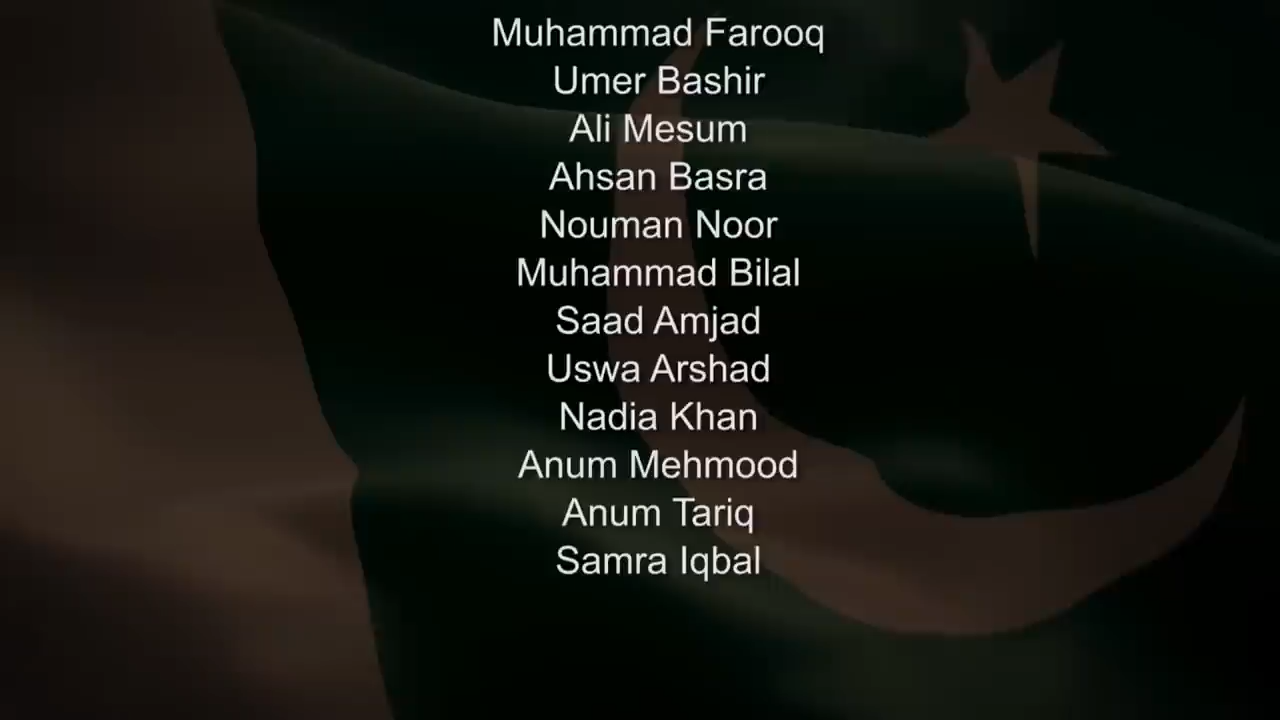 Muhammad Farooq
Umer Bashir
Ali Mesum
Ahsan Basra
Nouman Noor
Muhammad Bilal
Saad Amjad
Uswa Arshad
Nadia Khan
Anum Mehmood
Anum Tariq
Samra Iqbal